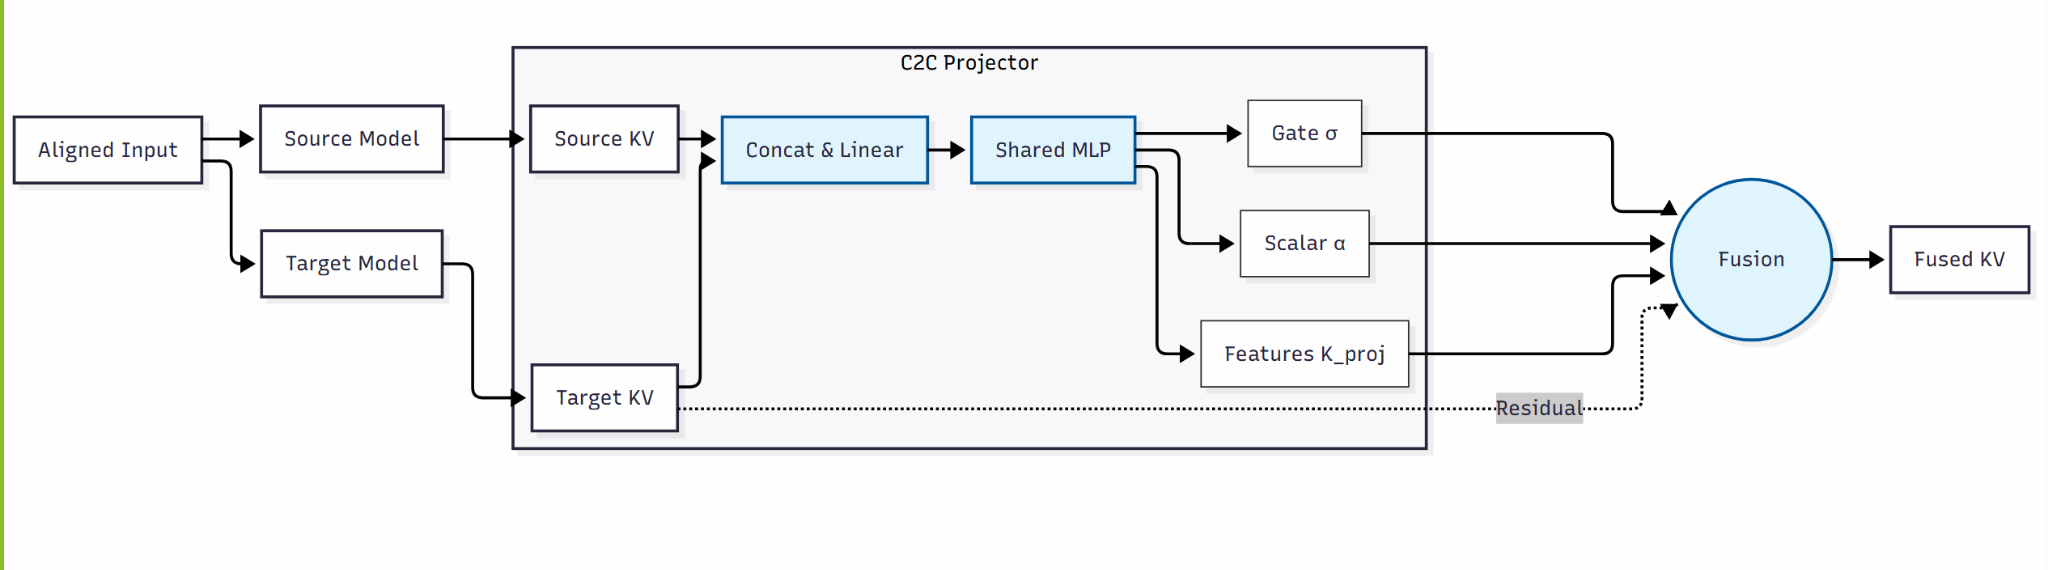 C2C Projector
Aligned Input
Source Model
Target Model
Source KV
Target KV
Concat & Linear
Shared MLP
Gate σ
Scalar α
Features K_proj
Residual
Fusion
Fused KV